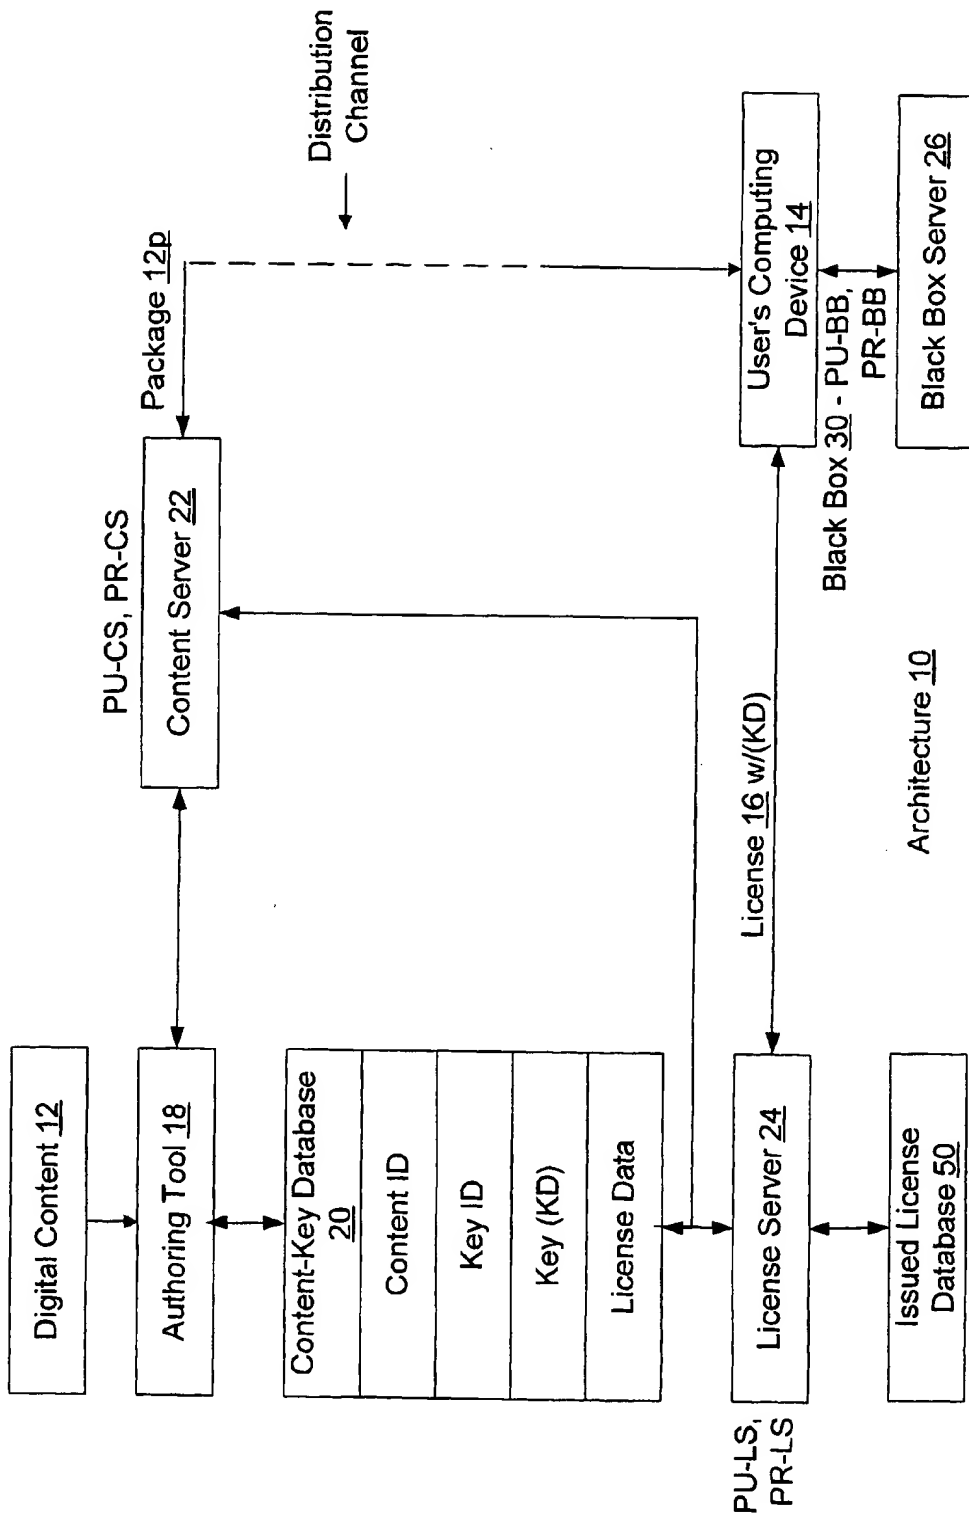 Digital Content 12
Authoring Tool 18
Content-Key Database
20
Content ID
Key ID
Key (KD)
License Data
PU-LS,
PR-LS
License Server 24
Issued License
Database 50
PU-CS, PR-CS
Content Server 22
Package 12p
Distribution
Channel
License 16 w/(KD)
User's Computing
Device 14
Black Box 30 - PU-BB,
PR-BB
Black Box Server 26
Architecture 10